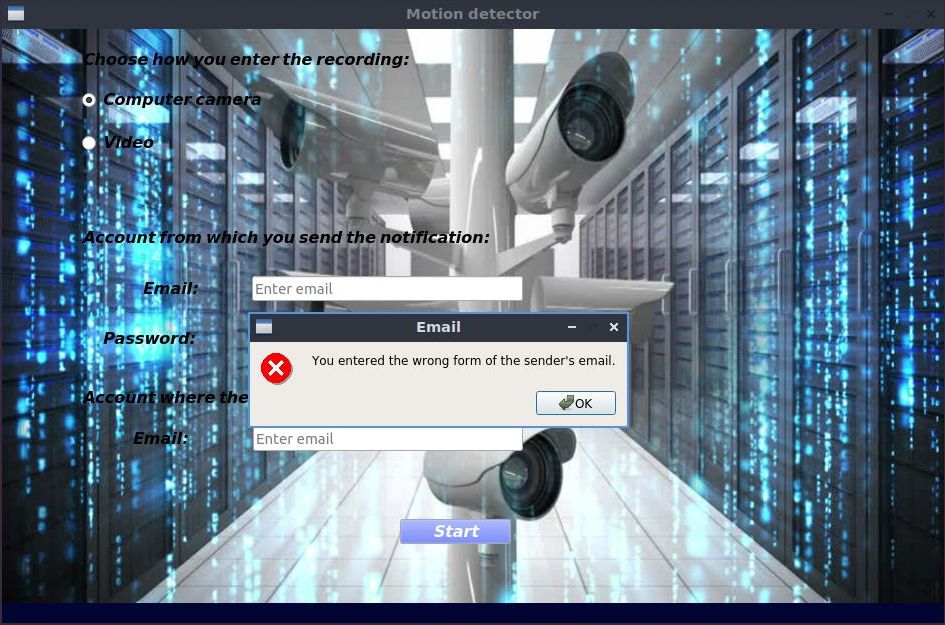 Motion detector
Choose how you enter the recording:
Computer camera
Video
Account from which you send the notification:
Email:
Enter email
Email
Password:
You entered the wrong form of the sender's email.
OK
Account where the
Email:
Enter email
Start